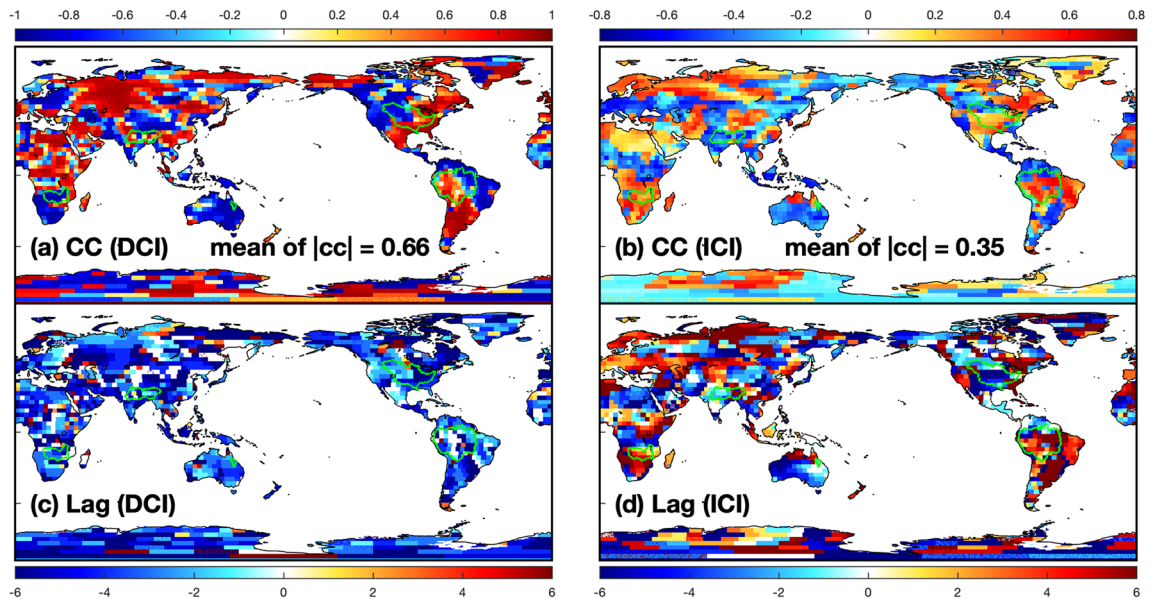 -1 -0.8 -0.6 -0.4 -0.2 0 0.2 0.4 0.6 0.8 1
-0.8 -0.6 -0.4 -0.2 0 0.2 0.4 0.6 0.8
(a) CC (DCI) mean of |cc| = 0.66
(b) CC (ICI) mean of |cc| = 0.35
(c) Lag (DCI)
(d) Lag (ICI)
-6 -4 -2 0 2 4 6
-6 -4 -2 0 2 4 6